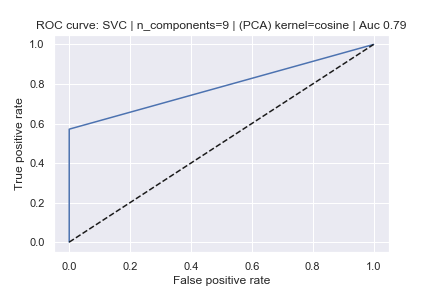 ROC curve: SVC | n_components=9 | (PCA) kernel=cosine | Auc 0.79
1.0
0.8
0.6
0.4
0.2
0.0
True positive rate
0.0 0.2 0.4 0.6 0.8 1.0
False positive rate